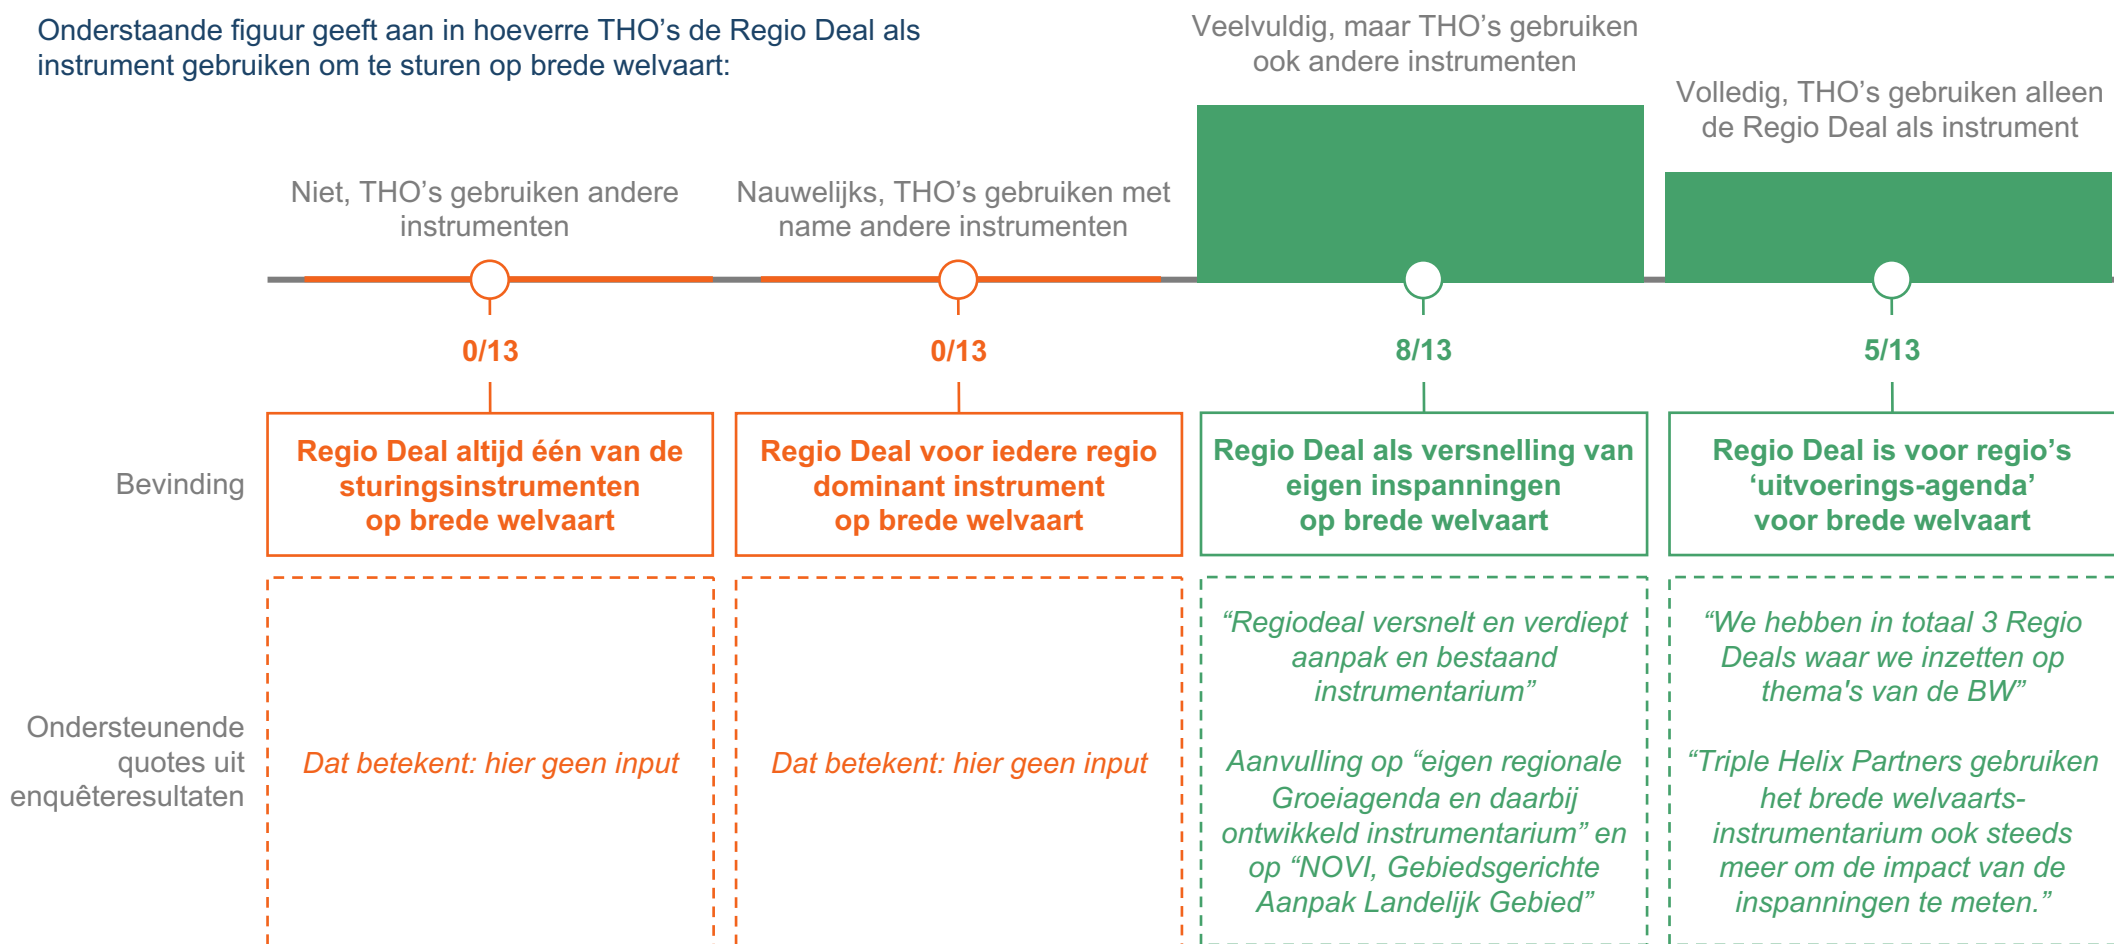 Onderstaande figuur geeft aan in hoeverre THO’s de Regio Deal als
instrument gebruiken om te sturen op brede welvaart:
Niet, THO’s gebruiken andere
instrumenten
Nauwelijks, THO’s gebruiken met
name andere instrumenten
Veelvuldig, maar THO’s gebruiken
ook andere instrumenten
Volledig, THO’s gebruiken alleen
de Regio Deal als instrument
0/13
0/13
8/13
5/13
Bevinding
Regio Deal altijd één van de
sturingsinstrumenten
op brede welvaart
Regio Deal voor iedere regio
dominant instrument
op brede welvaart
Regio Deal als versnelling van
eigen inspanningen
op brede welvaart
Regio Deal is voor regio’s
‘uitvoerings-agenda’
voor brede welvaart
Ondersteunende
quotes uit
enquêteresultaten
Dat betekent: hier geen input
Dat betekent: hier geen input
“Regiodeal versnelt en verdiept
aanpak en bestaand
instrumentarium”
Aanvulling op “eigen regionale
Groeiagenda en daarbij
ontwikkeld instrumentarium” en
op “NOVI, Gebiedsgerichte
Aanpak Landelijk Gebied”
“We hebben in totaal 3 Regio
Deals waar we inzetten op
thema's van de BW”
“Triple Helix Partners gebruiken
het brede welvaarts-
instrumentarium ook steeds
meer om de impact van de
inspanningen te meten.”